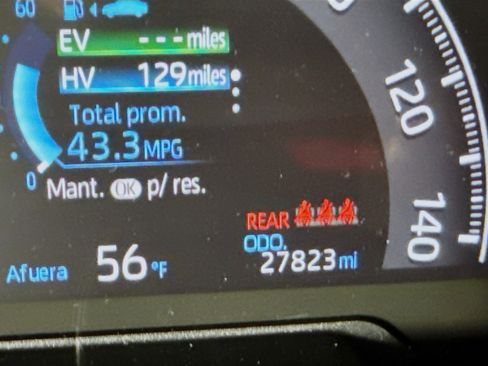 60
EV - - - miles
HV 129 miles
Total prom.
43.3 MPG
0
Mant. OK p/ res.
REAR
ODO.
27823 mi
Afuera 56 °F
120
140